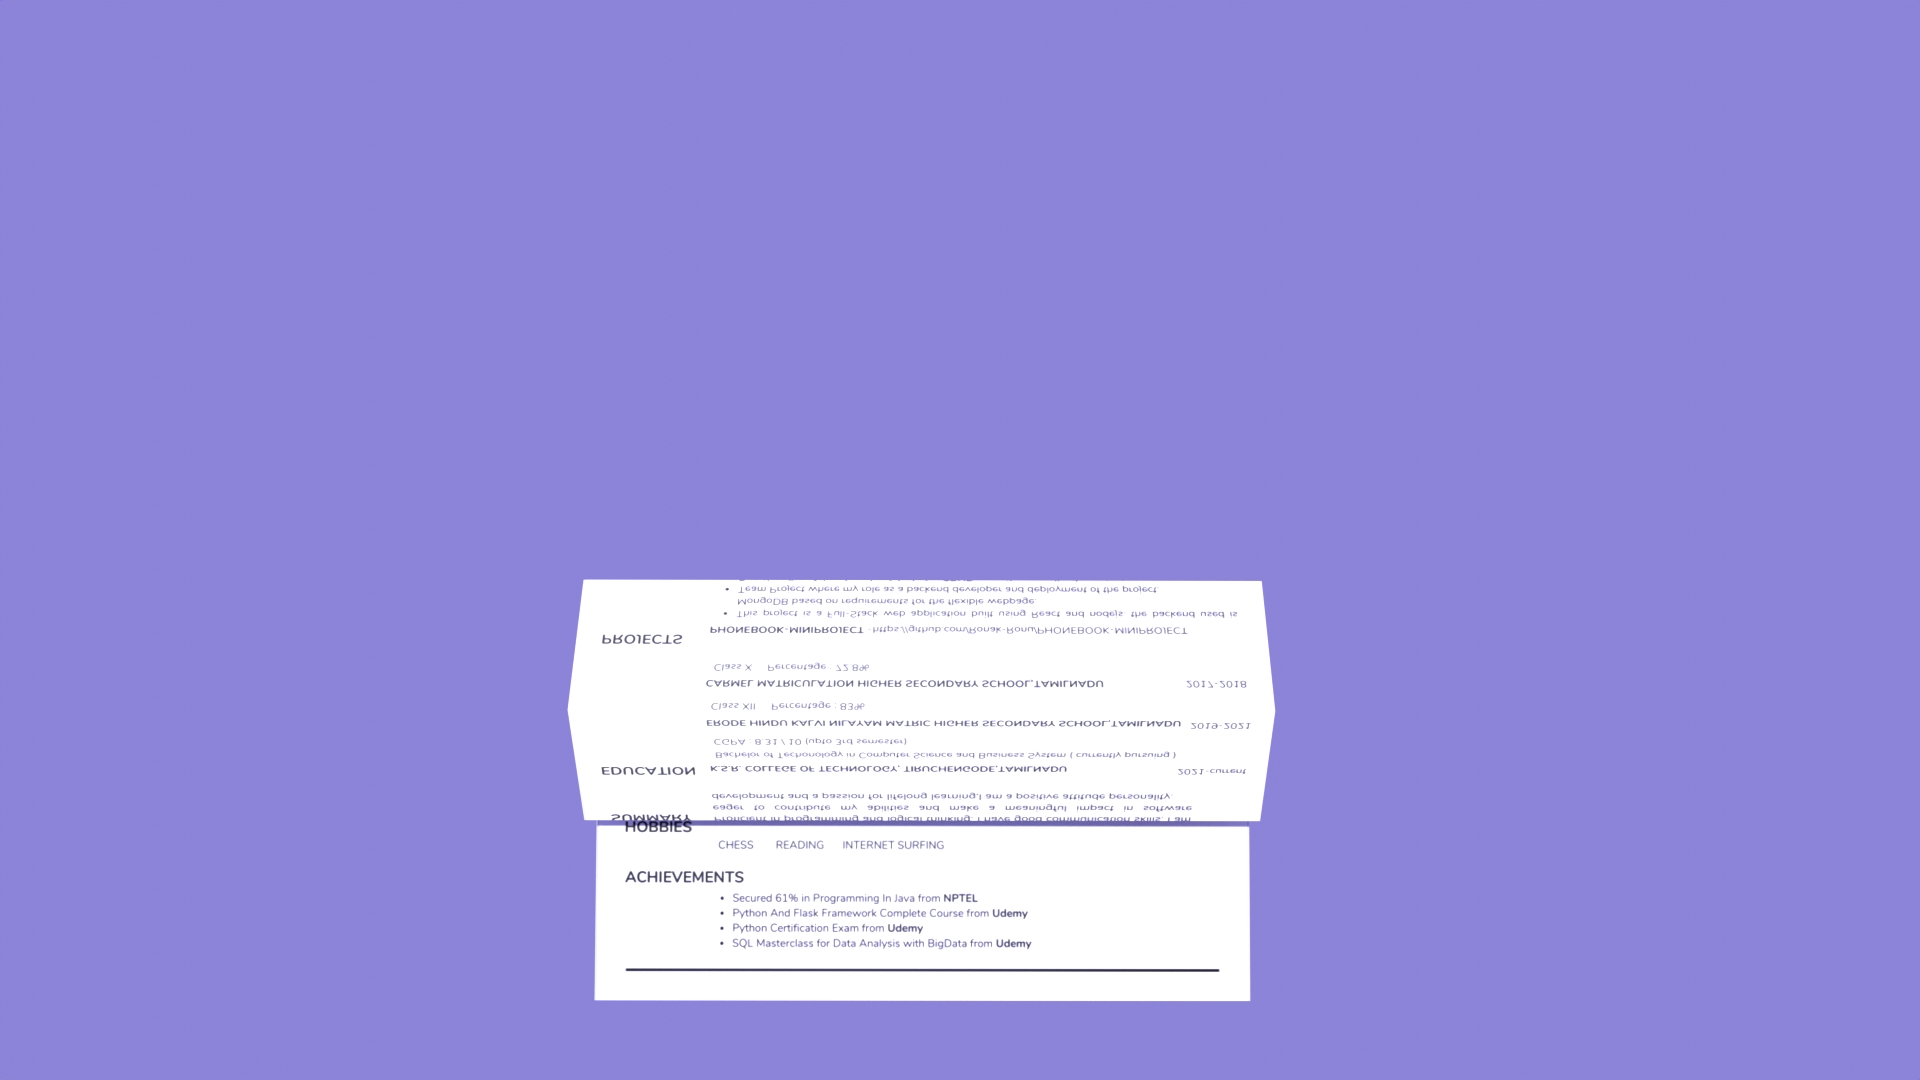 Team Project where my role as a backend developer and deployment of the project.
MongoDB based on requirements for the flexible webpage.
This project is a Full-Stack web application built using React and nodejs, the backend used is
PROJECTS PHONEBOOK-MINIPROJECT - https://github.com/Ronak-Ronu/PHONEBOOK-MINIPROJECT
Class X Percentage : 72.8%
CARMEL MATRICULATION HIGHER SECONDARY SCHOOL,TAMILNADU 2017-2018
Class XII Percentage : 83%
ERODE HINDU KALVI NILAYAM MATRIC HIGHER SECONDARY SCHOOL,TAMILNADU 2019-2021
CGPA : 8.31 / 10 (upto 3rd semester)
Bachelor of Techonology in Computer Science and Business System ( currently pursuing )
EDUCATION K.S.R. COLLEGE OF TECHNOLOGY, TIRUCHENGODE,TAMILNADU 2021-current
development and a passion for lifelong learning,I am a positive attitude personality.
eager to contribute my abilities and make a meaningful impact in software
SUMMARY Proficient in programming and logical thinking. I have good communication skills. I am
HOBBIES
CHESS READING INTERNET SURFING
ACHIEVEMENTS
• Secured 61% in Programming In Java from NPTEL
• Python And Flask Framework Complete Course from Udemy
• Python Certification Exam from Udemy
• SQL Masterclass for Data Analysis with BigData from Udemy